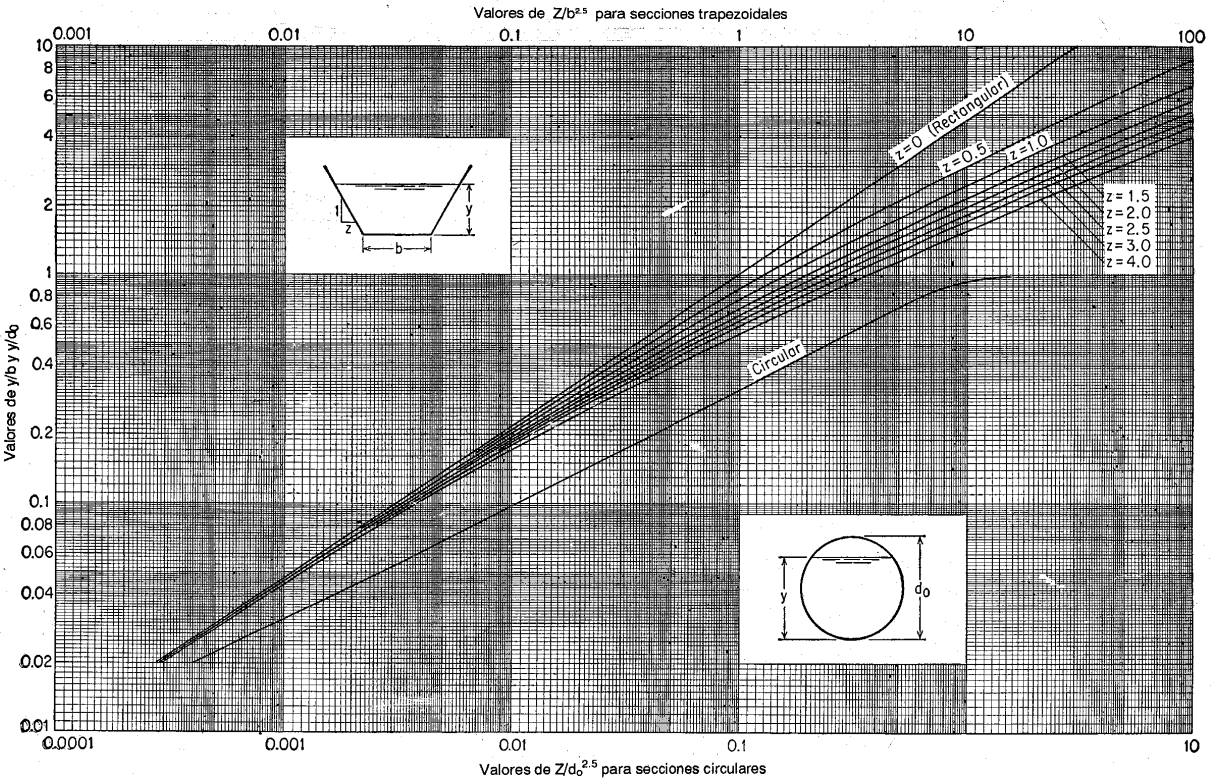 Valores de Z/b²·⁵ para secciones trapezoidales
0.001 0.01 0.1 1 10 100
10
8
6
4
2
1
0.8
0.6
0.4
0.2
0.1
0.08
0.06
0.04
0.02
0.01
Valores de y/b y y/d₀
z=0 (Rectangular)
z=0.5
z=1.0
z = 1.5
z = 2.0
z = 2.5
z = 3.0
z = 4.0
1
z
b
y
Circular
y
d₀
0.0001 0.001 0.01 0.1 1 10
Valores de Z/d₀²·⁵ para secciones circulares